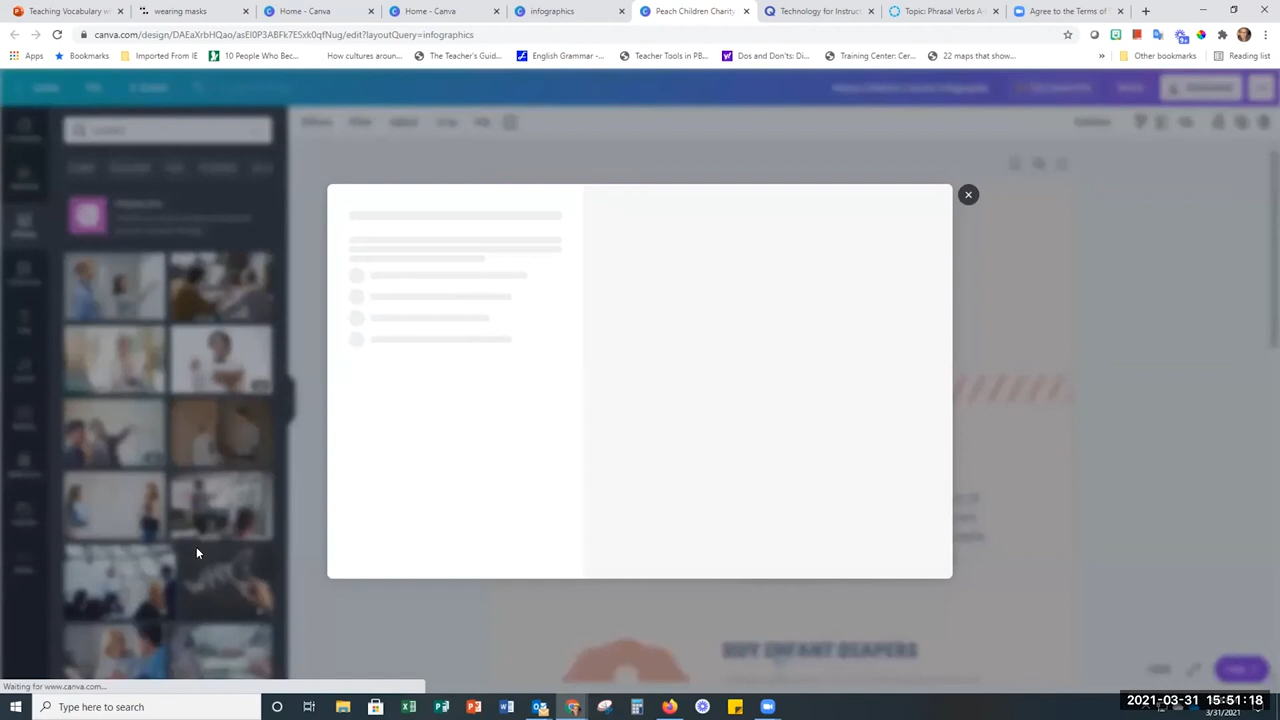 Teaching Vocabulary wi
wearing masks
Home - Canva
Home - Canva
infographics
Peach Children Charity
Technology for Instruct
Topic: Phrasal Verbs A-
Agree to the Terms of
canva.com/design/DAEaXrbHQao/asEl0P3ABFk7ESxk0qfNug/edit?layoutQuery=infographics
Apps
Bookmarks
Imported From IE
10 People Who Bec...
How cultures aroun...
The Teacher's Guid...
English Grammar -...
Teacher Tools in PB...
Dos and Don'ts: Di...
Training Center: Cer...
22 maps that show...
»
Other bookmarks
Reading list
BUY INFANT DIAPERS
Waiting for www.canva.com...
Type here to search
2021-03-31 15:51:18
3/31/2021